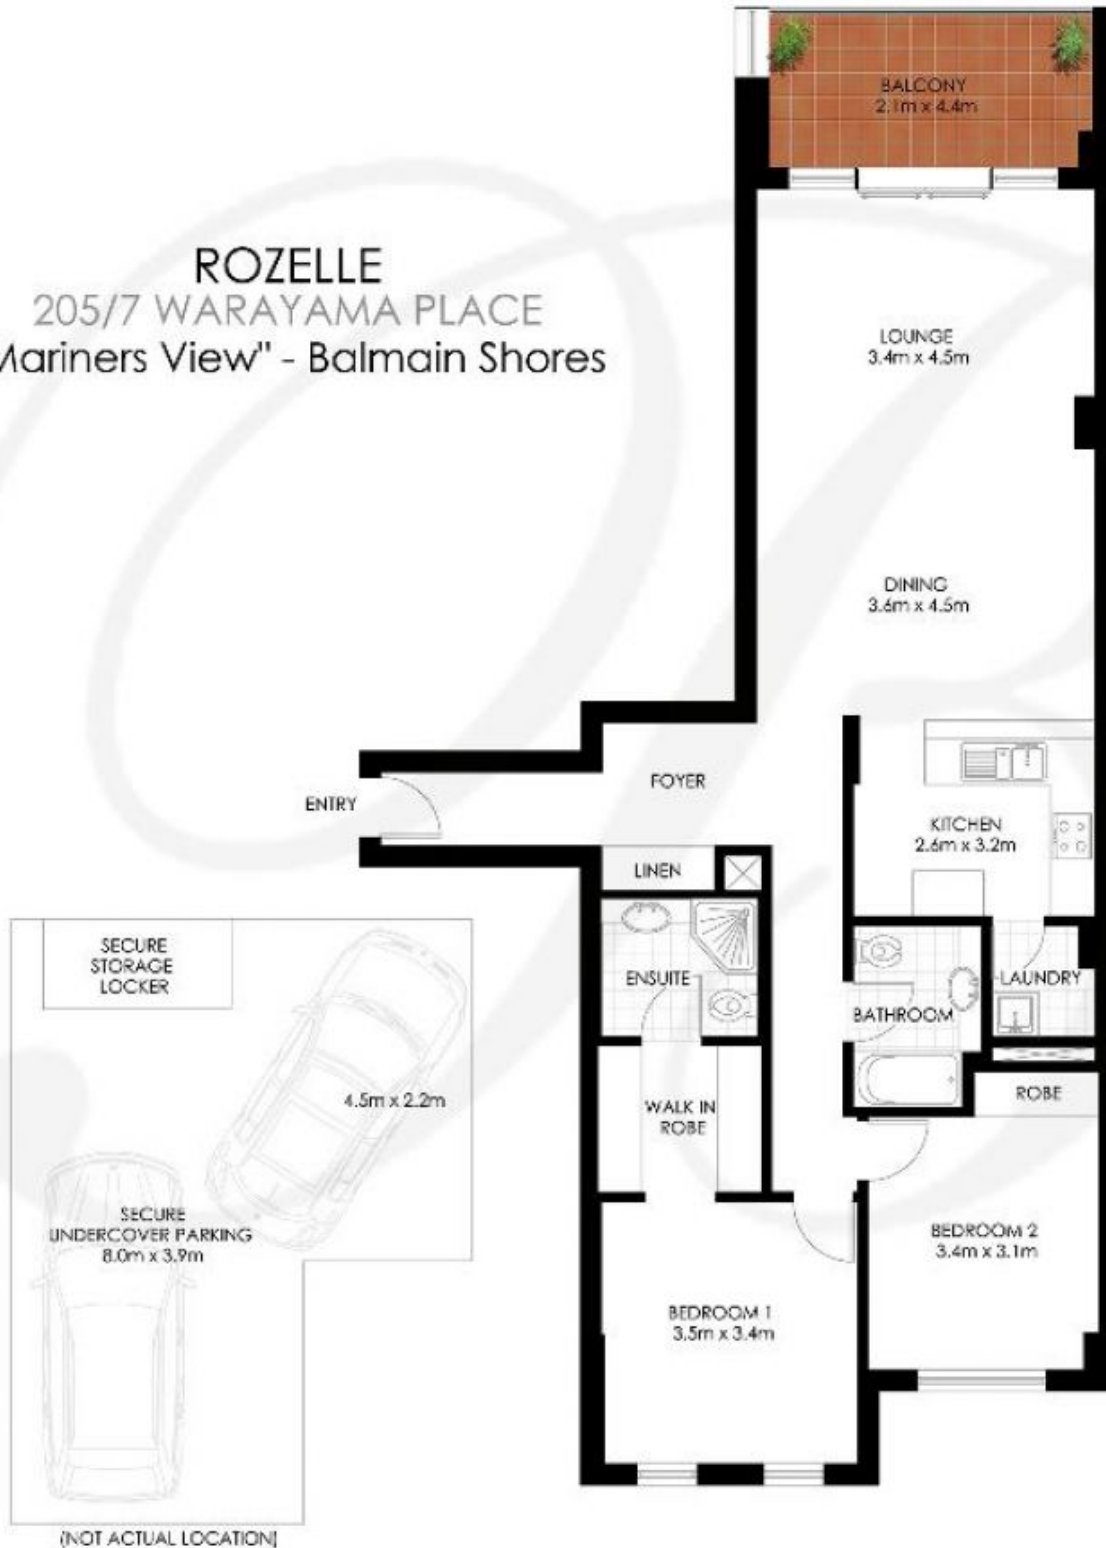 ROZELLE
205/7 WARAYAMA PLACE
Mariners View" - Balmain Shores
BALCONY
2.1m x 4.4m
LOUNGE
3.4m x 4.5m
DINING
3.6m x 4.5m
FOYER
ENTRY
KITCHEN
2.6m x 3.2m
LINEN
ENSUITE
LAUNDRY
BATHROOM
WALK IN
ROBE
ROBE
BEDROOM 2
3.4m x 3.1m
BEDROOM 1
3.5m x 3.4m
SECURE
STORAGE
LOCKER
4.5m x 2.2m
SECURE
UNDERCOVER PARKING
8.0m x 3.9m
(NOT ACTUAL LOCATION)